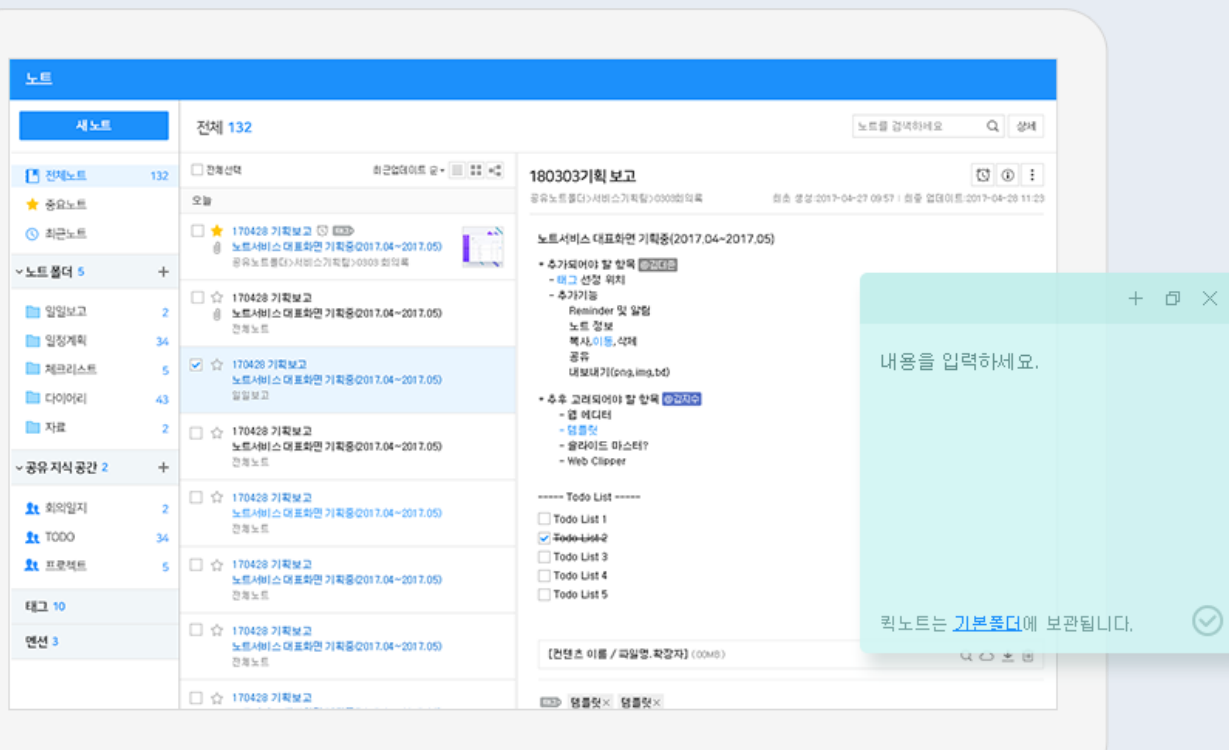 노트
새 노트
전체 132
노트를 검색하세요
상세
전체노트 132
중요노트
최근노트
노트 폴더 5
일일보고 2
일정계획 34
체크리스트 5
다이어리 43
자료 2
공유 지식 공간 2
회의일지 2
TODO 34
프로젝트 5
태그 10
멘션 3
전체선택
최근업데이트 순
오늘
170428 기획보고
노트서비스 대표화면 기획중(2017.04~2017.05)
공유노트폴더>서비스기획팀>0303 회의록
170428 기획보고
노트서비스 대표화면 기획중(2017.04~2017.05)
전체노트
170428 기획보고
노트서비스 대표화면 기획중(2017.04~2017.05)
일일보고
170428 기획보고
노트서비스 대표화면 기획중(2017.04~2017.05)
전체노트
170428 기획보고
노트서비스 대표화면 기획중(2017.04~2017.05)
전체노트
170428 기획보고
노트서비스 대표화면 기획중(2017.04~2017.05)
전체노트
170428 기획보고
노트서비스 대표화면 기획중(2017.04~2017.05)
전체노트
170428 기획보고
180303기획 보고
공유노트폴더>서비스기획팀>0303회의록
최초 생성:2017-04-27 09:57 | 최종 업데이트:2017-04-28 11:23
노트서비스 대표화면 기획중(2017.04~2017.05)
• 추가되어야 할 항목
- 태그 선정 위치
- 추가기능
Reminder 및 알림
노트 정보
복사,이동,삭제
공유
내보내기(png,img,txt)
• 추후 고려되어야 할 항목 @김지수
- 웹 에디터
- 템플릿
- 슬라이드 마스터?
- Web Clipper
----- Todo List -----
Todo List 1
Todo List 2
Todo List 3
Todo List 4
Todo List 5
[컨텐츠 이름 / 파일명.확장자] (00MB)
템플릿× 템플릿×
내용을 입력하세요.
퀵노트는 기본폴더에 보관됩니다.